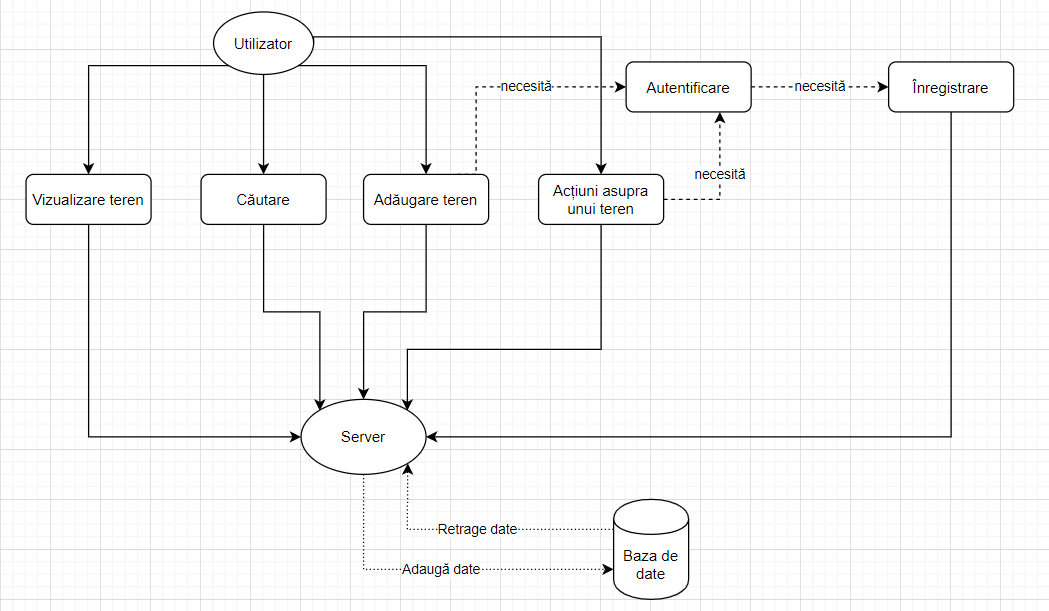 Utilizator
necesită
Autentificare
necesită
Înregistrare
necesită
Vizualizare teren
Căutare
Adăugare teren
Acțiuni asupra
unui teren
Server
Retrage date
Adaugă date
Baza de
date